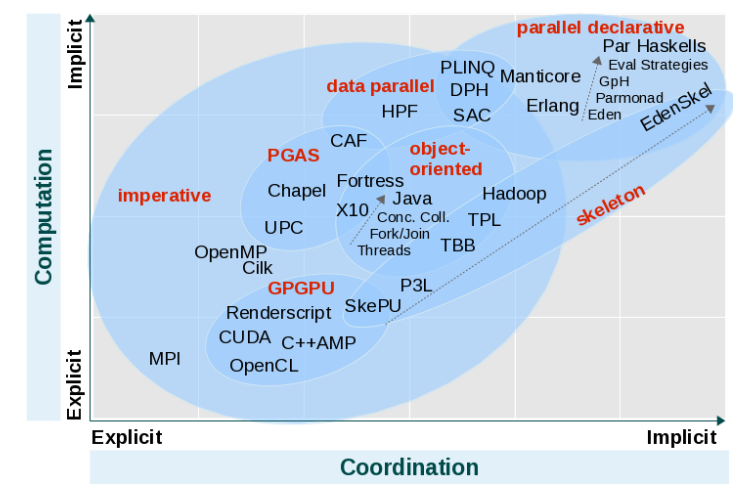 parallel declarative
Par Haskells
Eval Strategies
GpH
Parmonad
Eden
EdenSkel
PLINQ
Manticore
DPH
Erlang
SAC
data parallel
HPF
CAF
PGAS
object-
oriented
Fortress
Chapel
X10
Java
Conc. Coll.
Fork/Join
Threads
Hadoop
TPL
TBB
skeleton
imperative
UPC
OpenMP
Cilk
GPGPU
Renderscript
SkePU
P3L
CUDA
C++AMP
OpenCL
MPI
Implicit
Computation
Explicit
Explicit
Implicit
Coordination